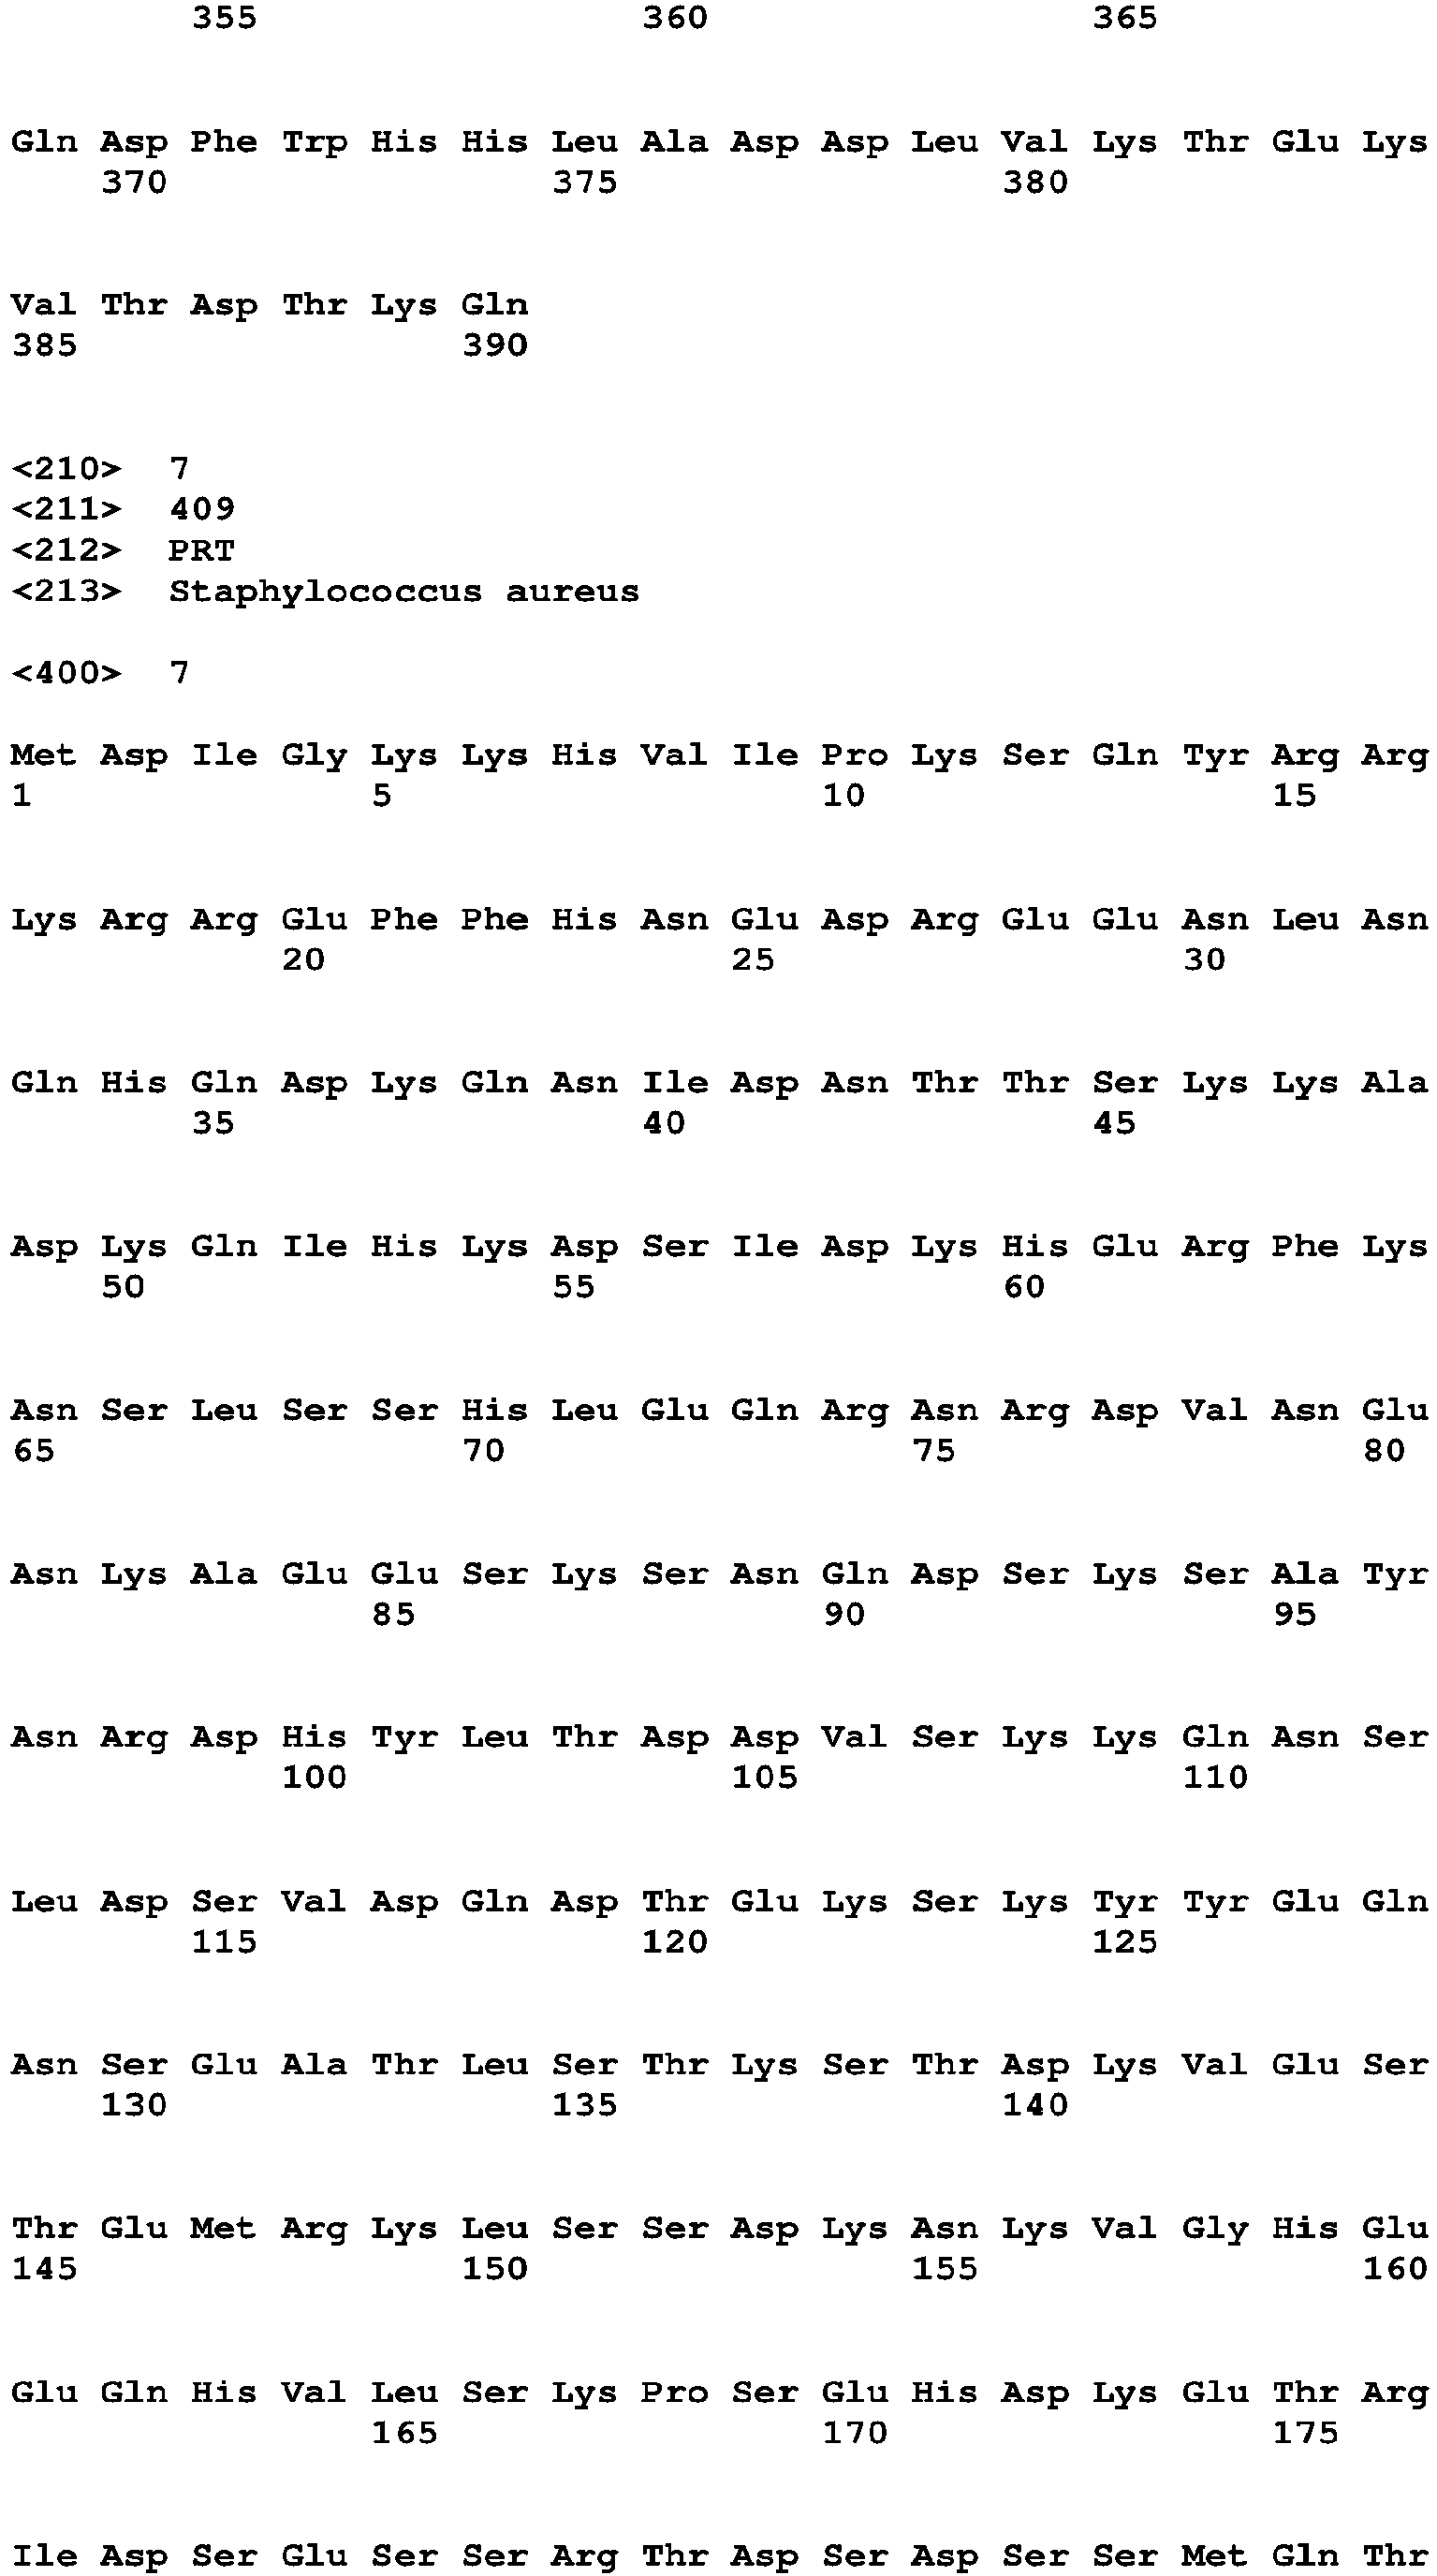 355 360 365
Gln Asp Phe Trp His His Leu Ala Asp Asp Leu Val Lys Thr Glu Lys
370 375 380
Val Thr Asp Thr Lys Gln
385 390
<210> 7
<211> 409
<212> PRT
<213> Staphylococcus aureus
<400> 7
Met Asp Ile Gly Lys Lys His Val Ile Pro Lys Ser Gln Tyr Arg Arg
1 5 10 15
Lys Arg Arg Glu Phe Phe His Asn Glu Asp Arg Glu Glu Asn Leu Asn
20 25 30
Gln His Gln Asp Lys Gln Asn Ile Asp Asn Thr Thr Ser Lys Lys Ala
35 40 45
Asp Lys Gln Ile His Lys Asp Ser Ile Asp Lys His Glu Arg Phe Lys
50 55 60
Asn Ser Leu Ser Ser His Leu Glu Gln Arg Asn Arg Asp Val Asn Glu
65 70 75 80
Asn Lys Ala Glu Glu Ser Lys Ser Asn Gln Asp Ser Lys Ser Ala Tyr
85 90 95
Asn Arg Asp His Tyr Leu Thr Asp Asp Val Ser Lys Lys Gln Asn Ser
100 105 110
Leu Asp Ser Val Asp Gln Asp Thr Glu Lys Ser Lys Tyr Tyr Glu Gln
115 120 125
Asn Ser Glu Ala Thr Leu Ser Thr Lys Ser Thr Asp Lys Val Glu Ser
130 135 140
Thr Glu Met Arg Lys Leu Ser Ser Asp Lys Asn Lys Val Gly His Glu
145 150 155 160
Glu Gln His Val Leu Ser Lys Pro Ser Glu His Asp Lys Glu Thr Arg
165 170 175
Ile Asp Ser Glu Ser Ser Arg Thr Asp Ser Asp Ser Ser Met Gln Thr